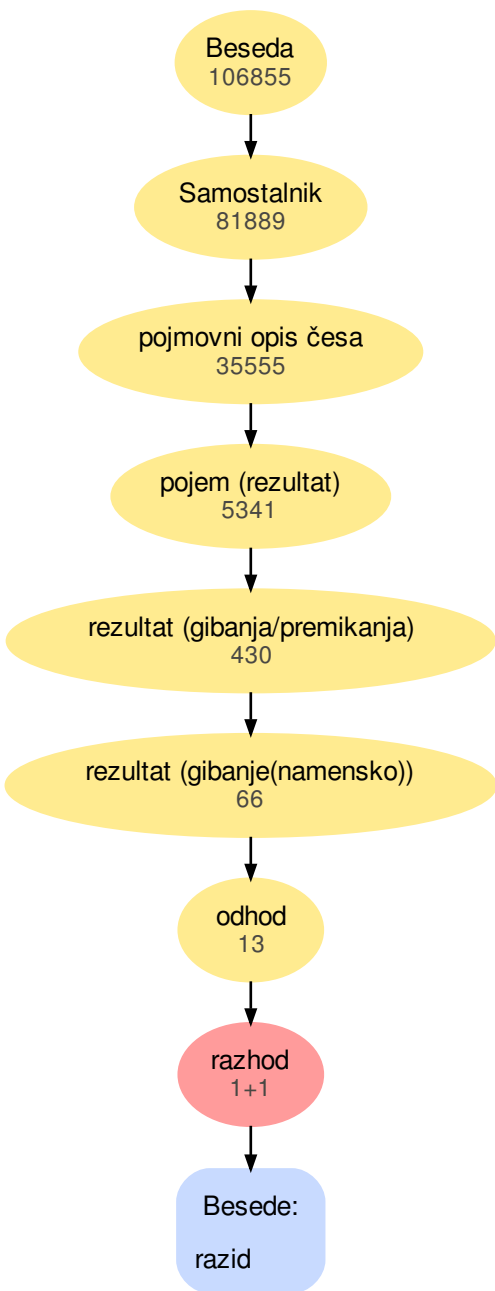 Beseda
106855
Samostalnik
81889
pojmovni opis česa
35555
pojem (rezultat)
5341
rezultat (gibanja/premikanja)
430
rezultat (gibanje(namensko))
66
odhod
13
razhod
1+1
Besede:
razid